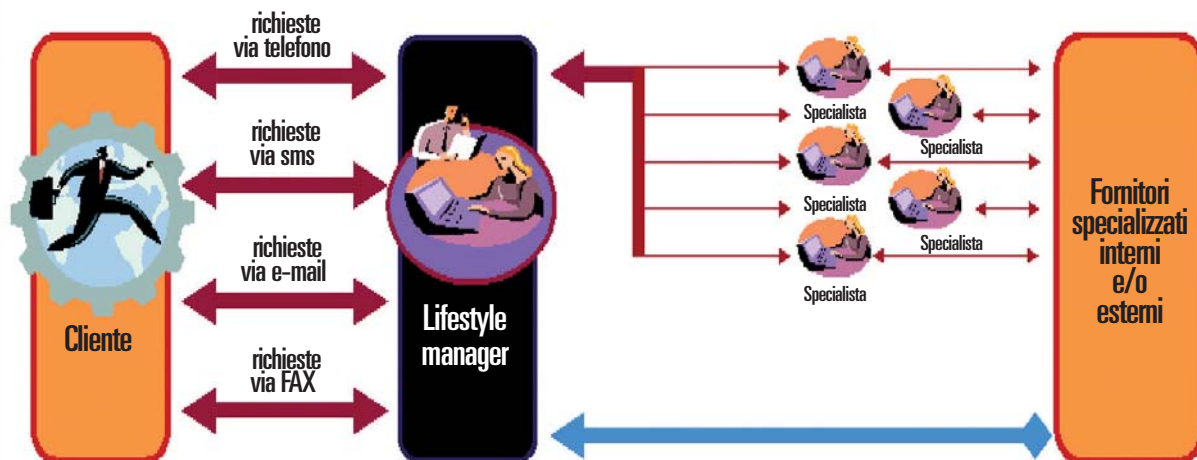 richieste
via telefono
richieste
via sms
richieste
via e-mail
richieste
via FAX
Cliente
Lifestyle
manager
Specialista
Specialista
Specialista
Specialista
Specialista
Fornitori
specializzati
interni
e/o
esterni